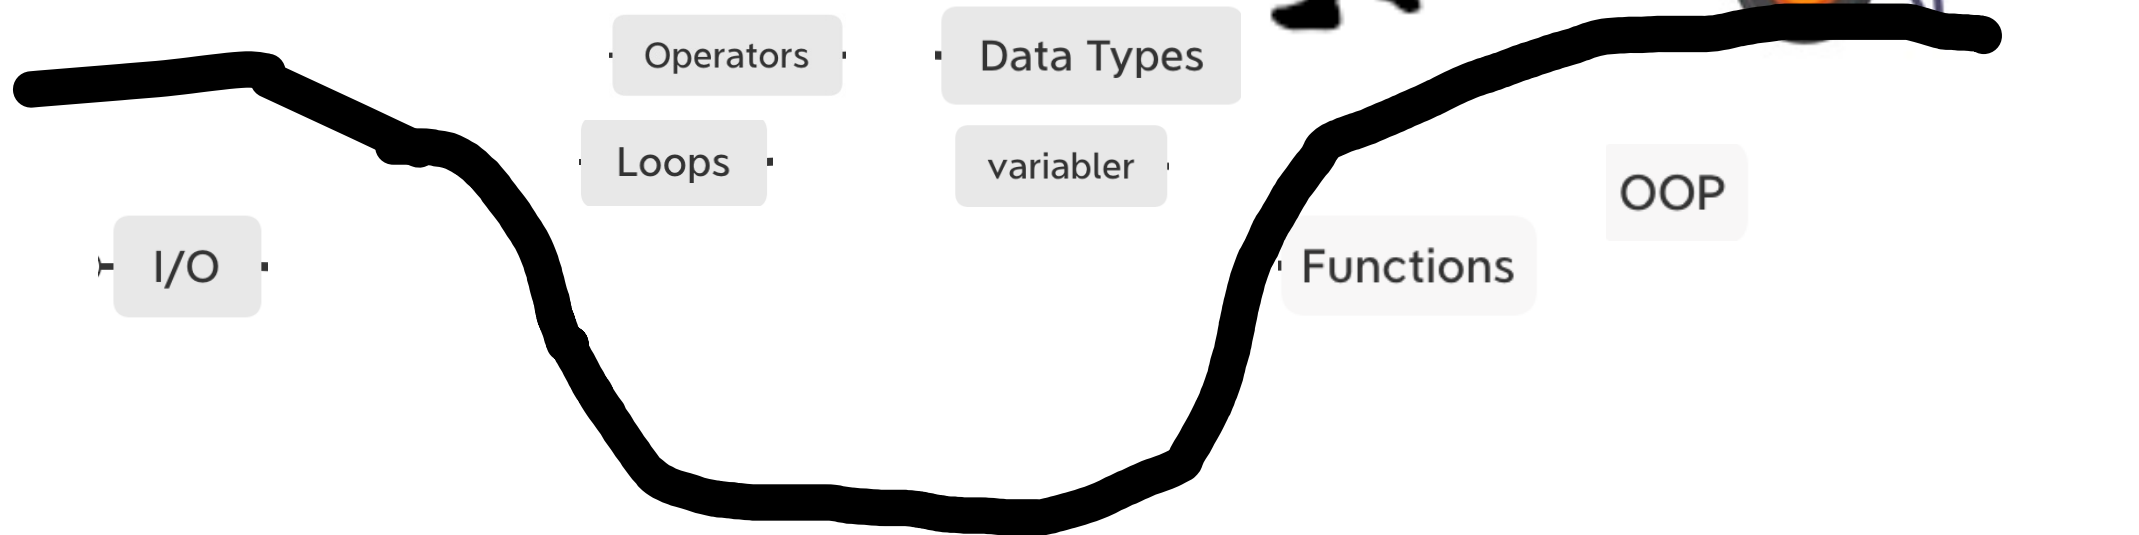 Operators
Data Types
Loops
variabler
OOP
I/O
Functions